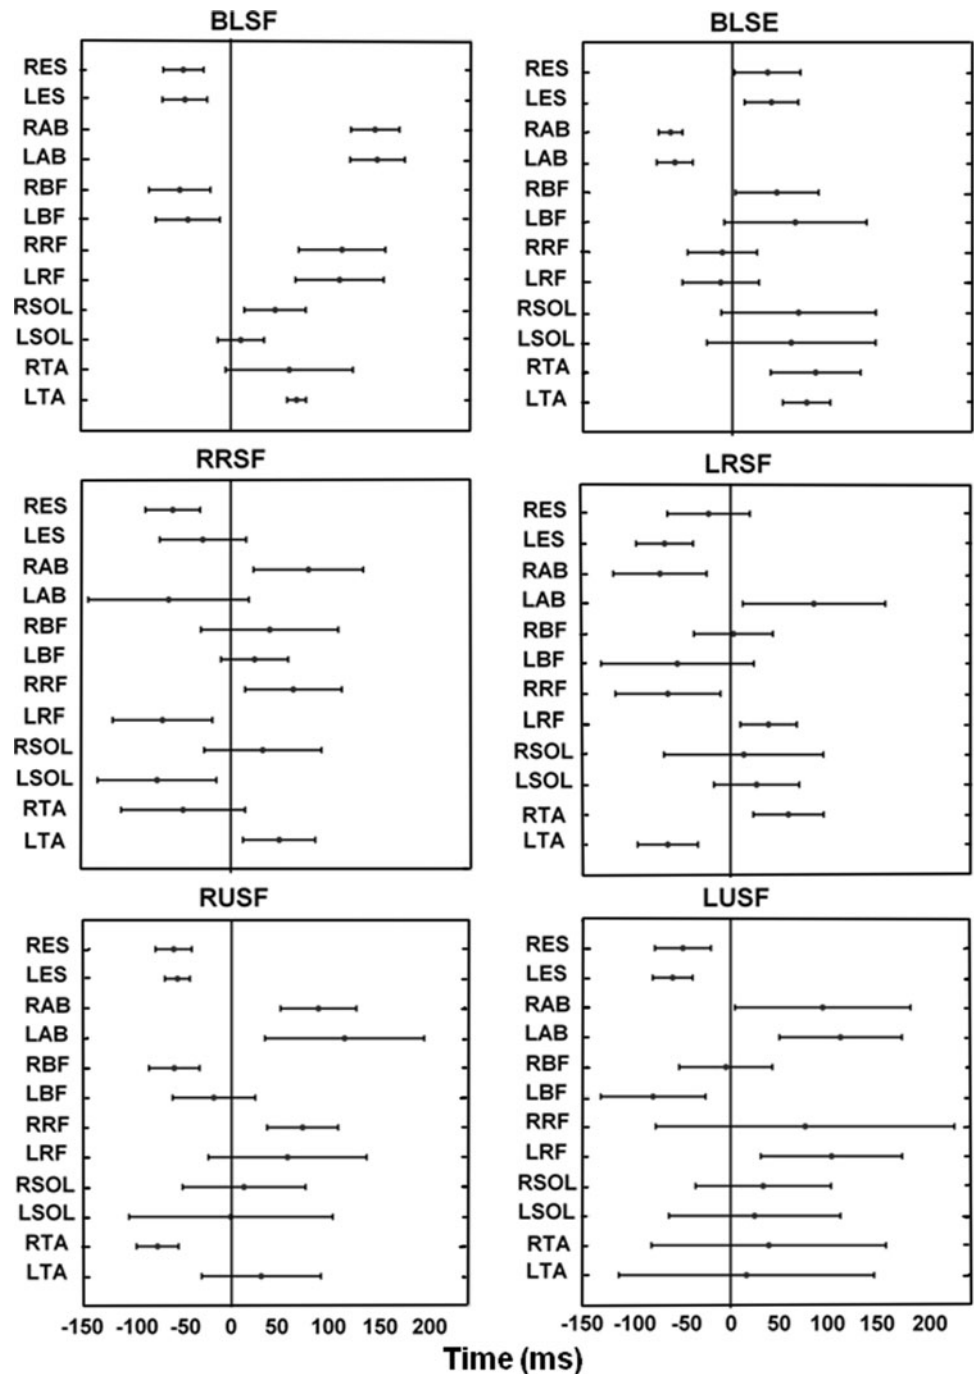 BLSF
RES
LES
RAB
LAB
RBF
LBF
RRF
LRF
RSOL
LSOL
RTA
LTA
BLSE
RES
LES
RAB
LAB
RBF
LBF
RRF
LRF
RSOL
LSOL
RTA
LTA
RRSF
RES
LES
RAB
LAB
RBF
LBF
RRF
LRF
RSOL
LSOL
RTA
LTA
LRSF
RES
LES
RAB
LAB
RBF
LBF
RRF
LRF
RSOL
LSOL
RTA
LTA
RUSF
RES
LES
RAB
LAB
RBF
LBF
RRF
LRF
RSOL
LSOL
RTA
LTA
-150 -100 -50 0 50 100 150 200
LUSF
RES
LES
RAB
LAB
RBF
LBF
RRF
LRF
RSOL
LSOL
RTA
LTA
-150 -100 -50 0 50 100 150 200
Time (ms)